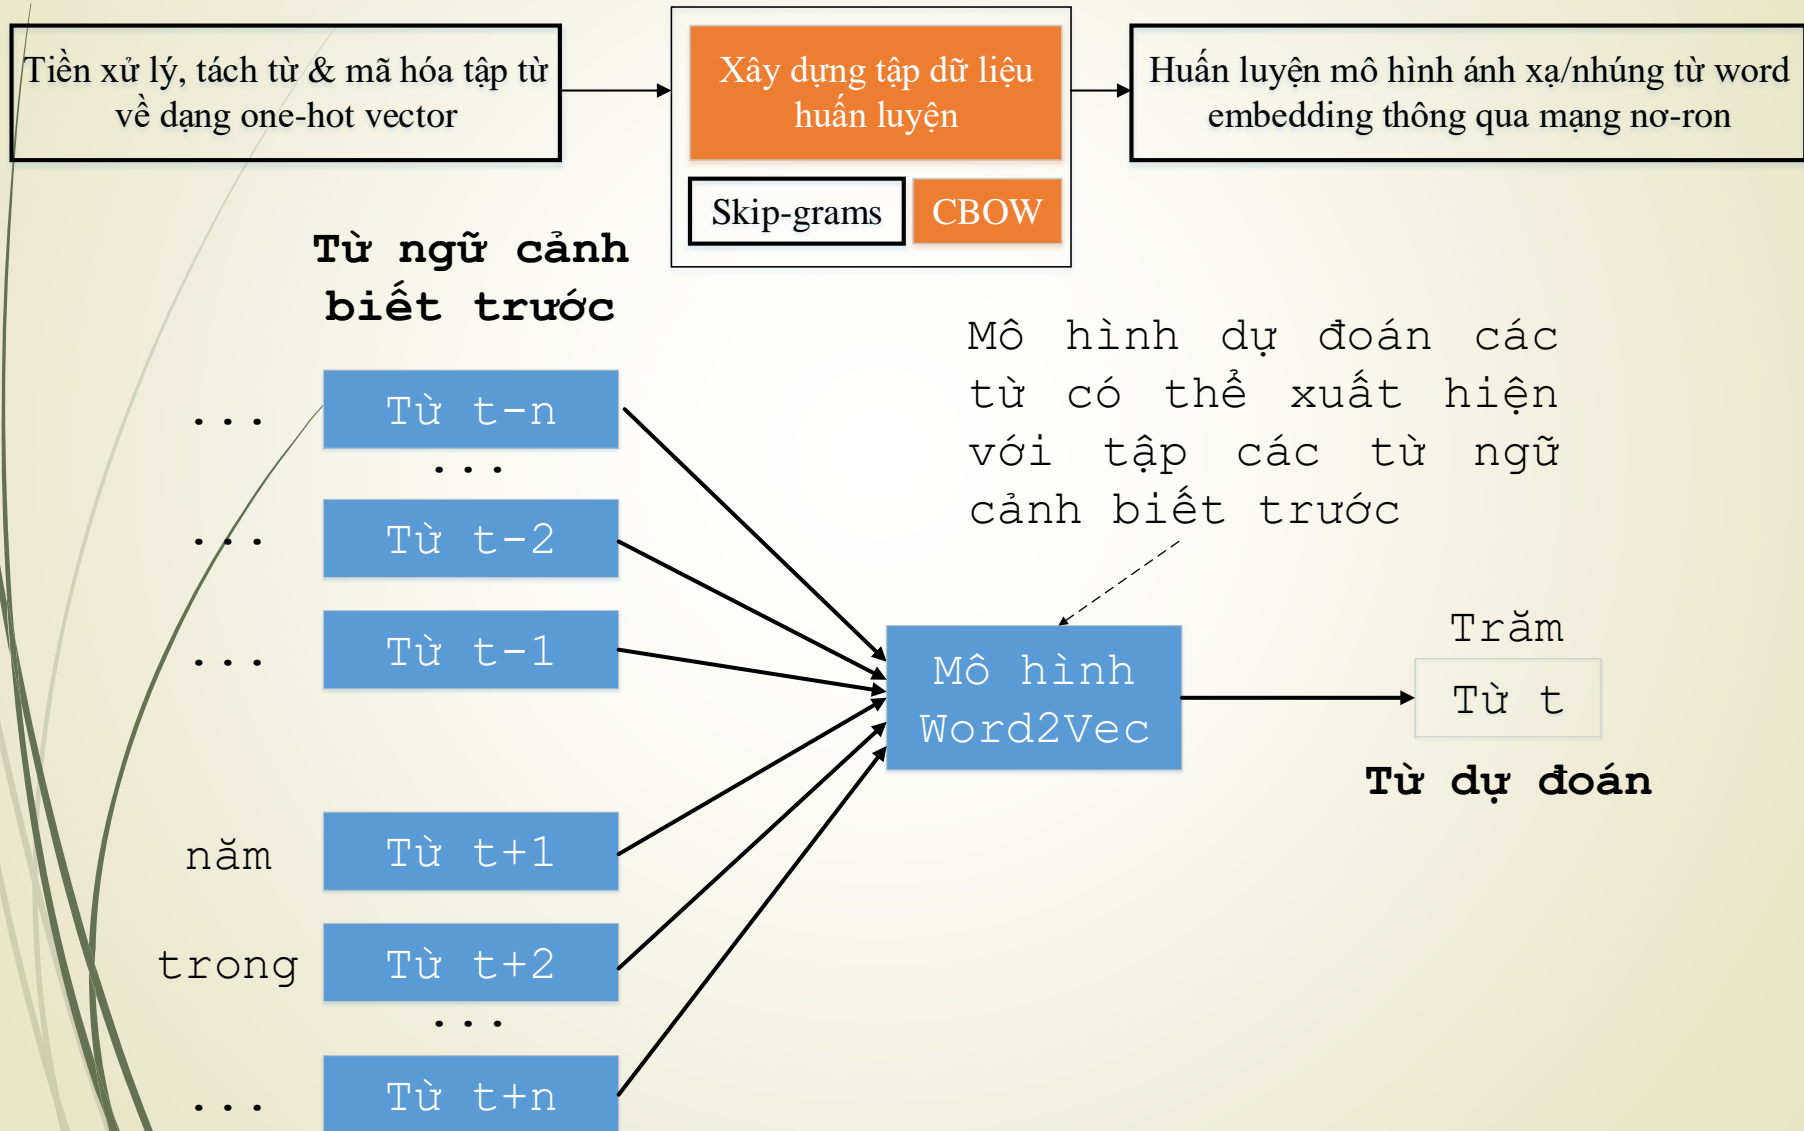 Tiền xử lý, tách từ & mã hóa tập từ
về dạng one-hot vector
Xây dựng tập dữ liệu
huấn luyện
Skip-grams
CBOW
Huấn luyện mô hình ánh xạ/nhúng từ word
embedding thông qua mạng nơ-ron
Từ ngữ cảnh
biết trước
Mô hình dự đoán các
từ có thể xuất hiện
với tập các từ ngữ
cảnh biết trước
... Từ t-n
...
... Từ t-2
... Từ t-1
Mô hình
Word2Vec
Trăm
Từ t
Từ dự đoán
năm Từ t+1
trong Từ t+2
...
... Từ t+n